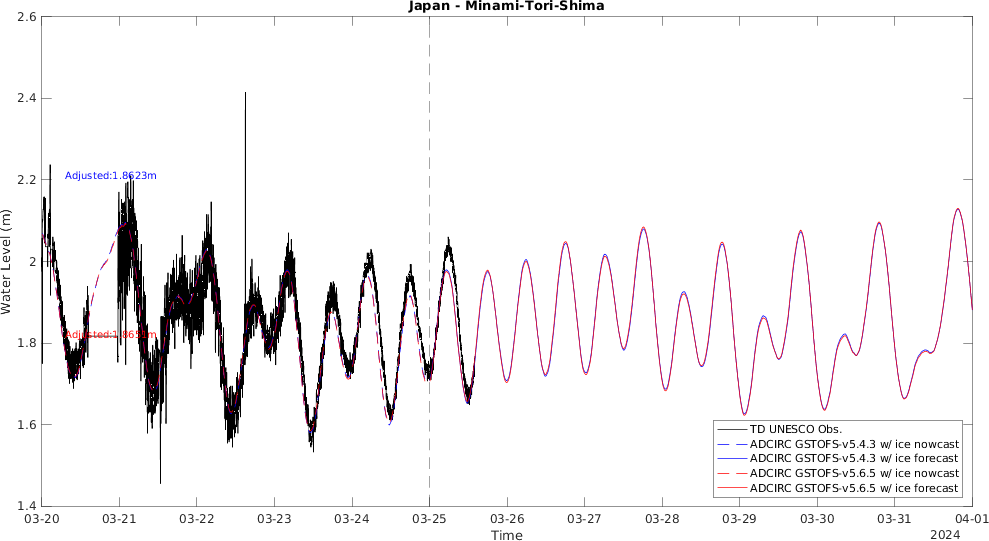 Japan - Minami-Tori-Shima
Water Level (m)
2.6
2.4
2.2
2
1.8
1.6
1.4
Adjusted:1.8623m
03-20
03-21
03-22
03-23
03-24
03-25
03-26
03-27
03-28
03-29
03-30
03-31
04-01
2024
Time
TD UNESCO Obs.
ADCIRC GSTOFS-v5.4.3 w/ ice nowcast
ADCIRC GSTOFS-v5.4.3 w/ ice forecast
ADCIRC GSTOFS-v5.6.5 w/ ice nowcast
ADCIRC GSTOFS-v5.6.5 w/ ice forecast